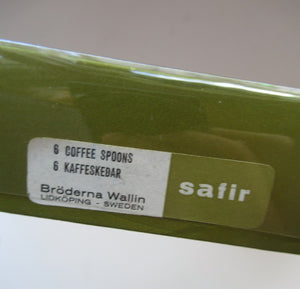 6 COFFEE SPOONS
6 KAFFESKEDAR
Bröderna Wallin
LIDKÖPING - SWEDEN
safir